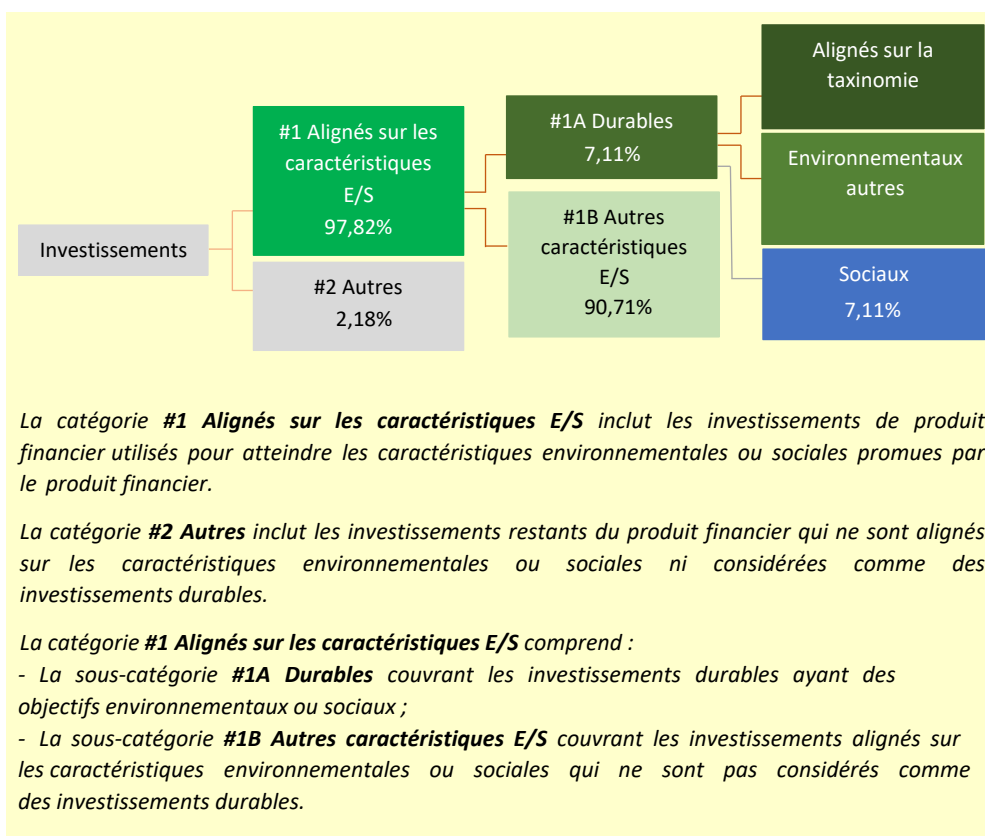 Investissements
#1 Alignés sur les
caractéristiques
E/S
97,82%
#2 Autres
2,18%
#1A Durables
7,11%
#1B Autres
caractéristiques
E/S
90,71%
Alignés sur la
taxinomie
Environnementaux
autres
Sociaux
7,11%
La catégorie #1 Alignés sur les caractéristiques E/S inclut les investissements de produit
financier utilisés pour atteindre les caractéristiques environnementales ou sociales promues par
le produit financier.
La catégorie #2 Autres inclut les investissements restants du produit financier qui ne sont alignés
sur les caractéristiques environnementales ou sociales ni considérées comme des
investissements durables.
La catégorie #1 Alignés sur les caractéristiques E/S comprend :
- La sous-catégorie #1A Durables couvrant les investissements durables ayant des
objectifs environnementaux ou sociaux ;
- La sous-catégorie #1B Autres caractéristiques E/S couvrant les investissements alignés sur
les caractéristiques environnementales ou sociales qui ne sont pas considérés comme
des investissements durables.